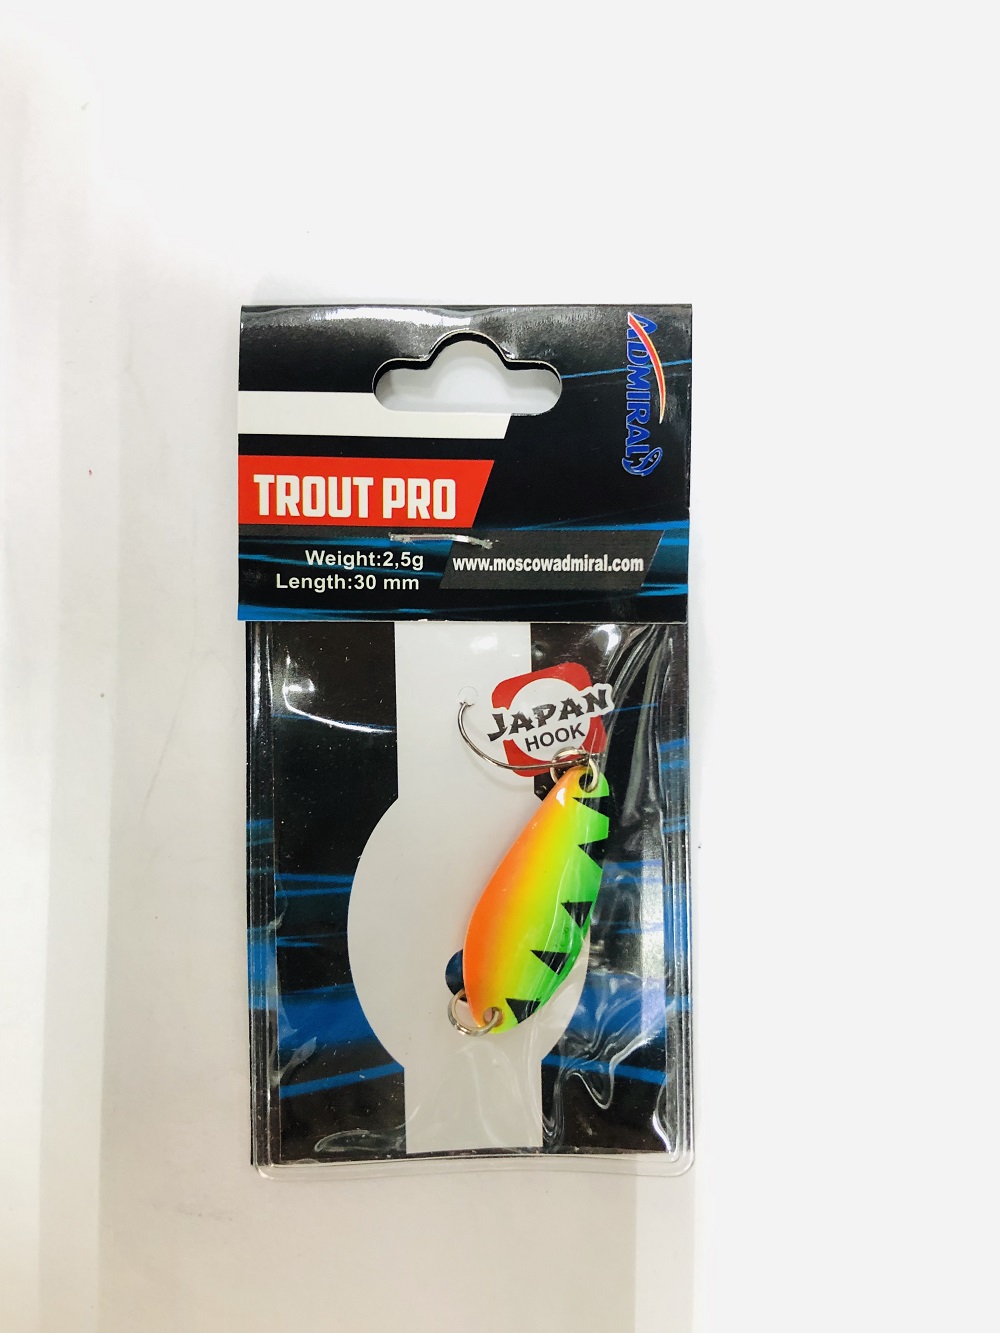 ADMIRAL
TROUT PRO
Weight:2,5g
Length:30 mm
www.moscowadmiral.com
JAPAN
HOOK